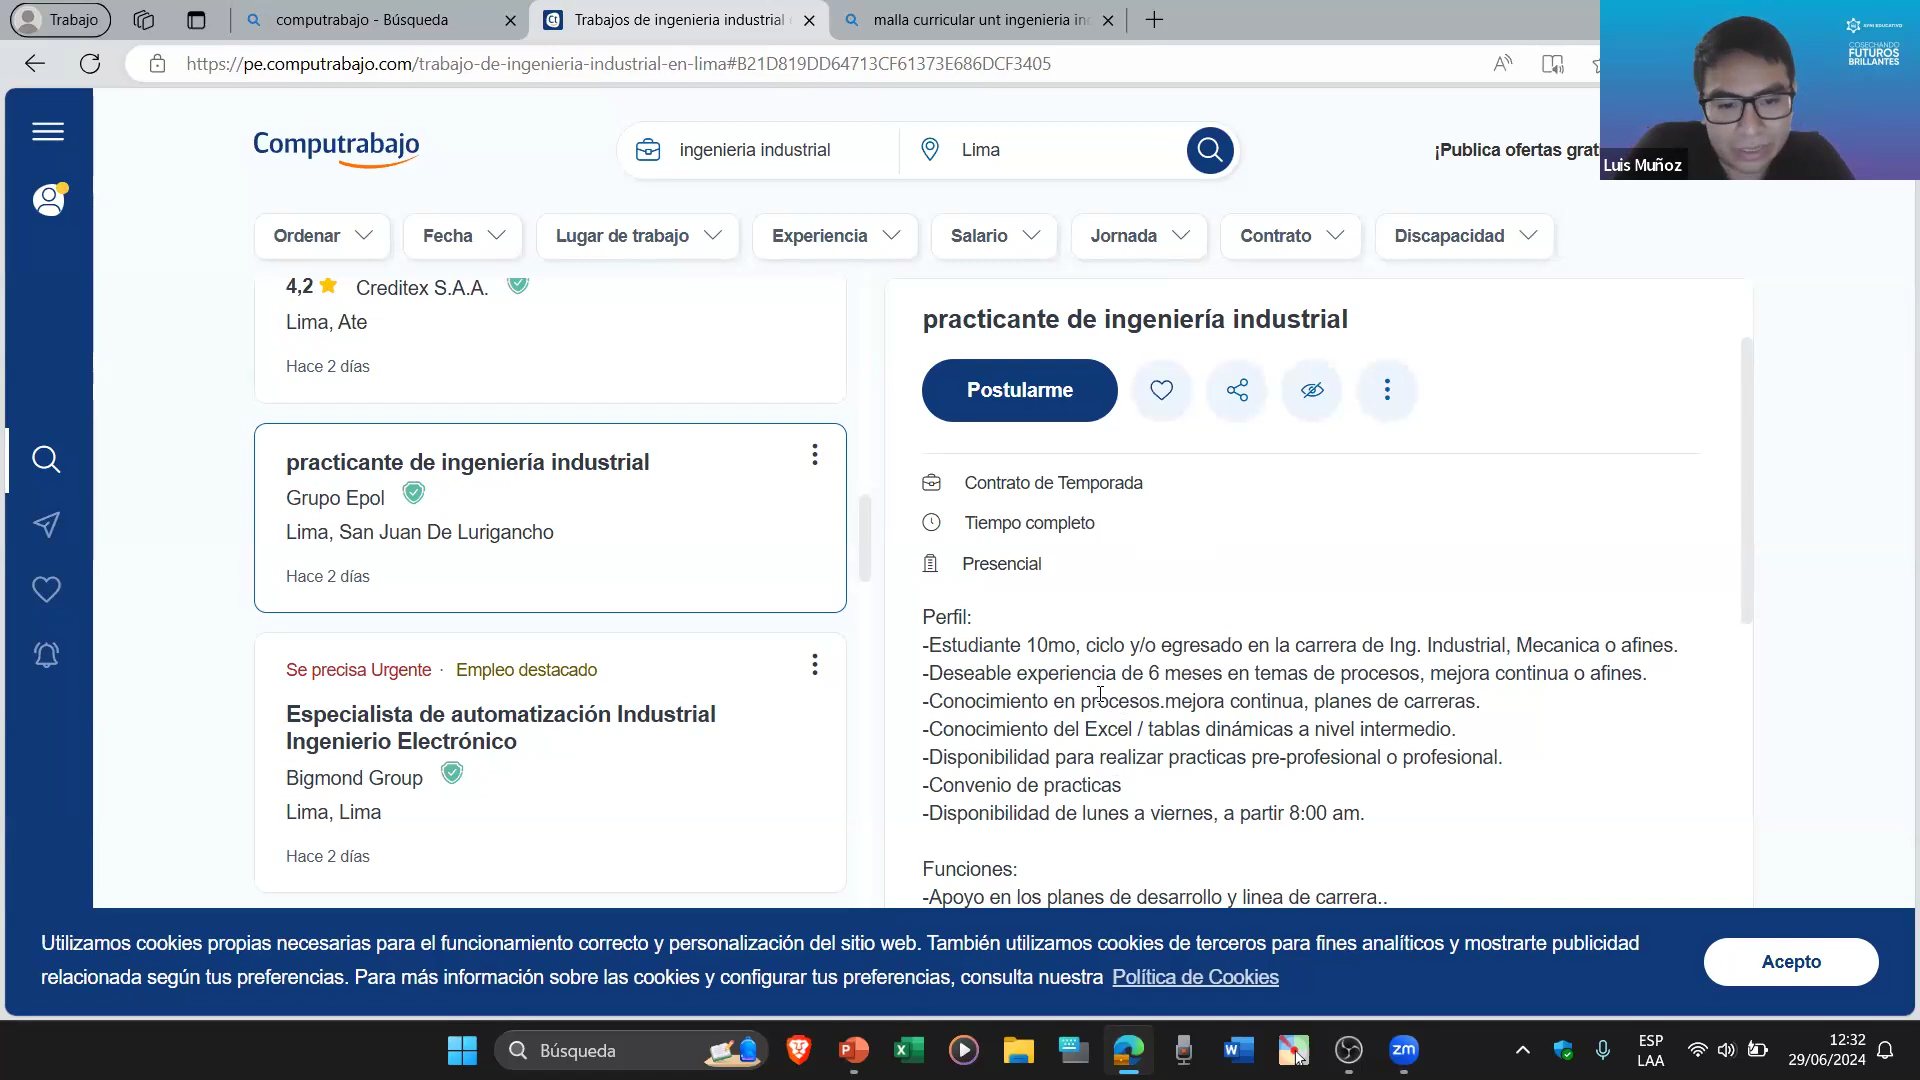 Trabajo
computrabajo - Búsqueda
Trabajos de ingenieria industrial
malla curricular unt ingenieria in
https://pe.computrabajo.com/trabajo-de-ingenieria-industrial-en-lima#B21D819DD64713CF61373E686DCF3405
COSECHANDO
FUTUROS
BRILLANTES
Luis Muñoz
Computrabajo
ingenieria industrial
Lima
¡Publica ofertas grat
Ordenar
Fecha
Lugar de trabajo
Experiencia
Salario
Jornada
Contrato
Discapacidad
4,2 Creditex S.A.A.
Lima, Ate
Hace 2 días
practicante de ingeniería industrial
Grupo Epol
Lima, San Juan De Lurigancho
Hace 2 días
Se precisa Urgente · Empleo destacado
Especialista de automatización Industrial
Ingenierio Electrónico
Bigmond Group
Lima, Lima
Hace 2 días
practicante de ingeniería industrial
Postularme
Contrato de Temporada
Tiempo completo
Presencial
Perfil:
-Estudiante 10mo, ciclo y/o egresado en la carrera de Ing. Industrial, Mecanica o afines.
-Deseable experiencia de 6 meses en temas de procesos, mejora continua o afines.
-Conocimiento en procesos.mejora continua, planes de carreras.
-Conocimiento del Excel / tablas dinámicas a nivel intermedio.
-Disponibilidad para realizar practicas pre-profesional o profesional.
-Convenio de practicas
-Disponibilidad de lunes a viernes, a partir 8:00 am.
Funciones:
-Apoyo en los planes de desarrollo y linea de carrera..
Utilizamos cookies propias necesarias para el funcionamiento correcto y personalización del sitio web. También utilizamos cookies de terceros para fines analíticos y mostrarte publicidad
relacionada según tus preferencias. Para más información sobre las cookies y configurar tus preferencias, consulta nuestra Política de Cookies
Acepto
Búsqueda
zm
ESP
LAA
12:32
29/06/2024